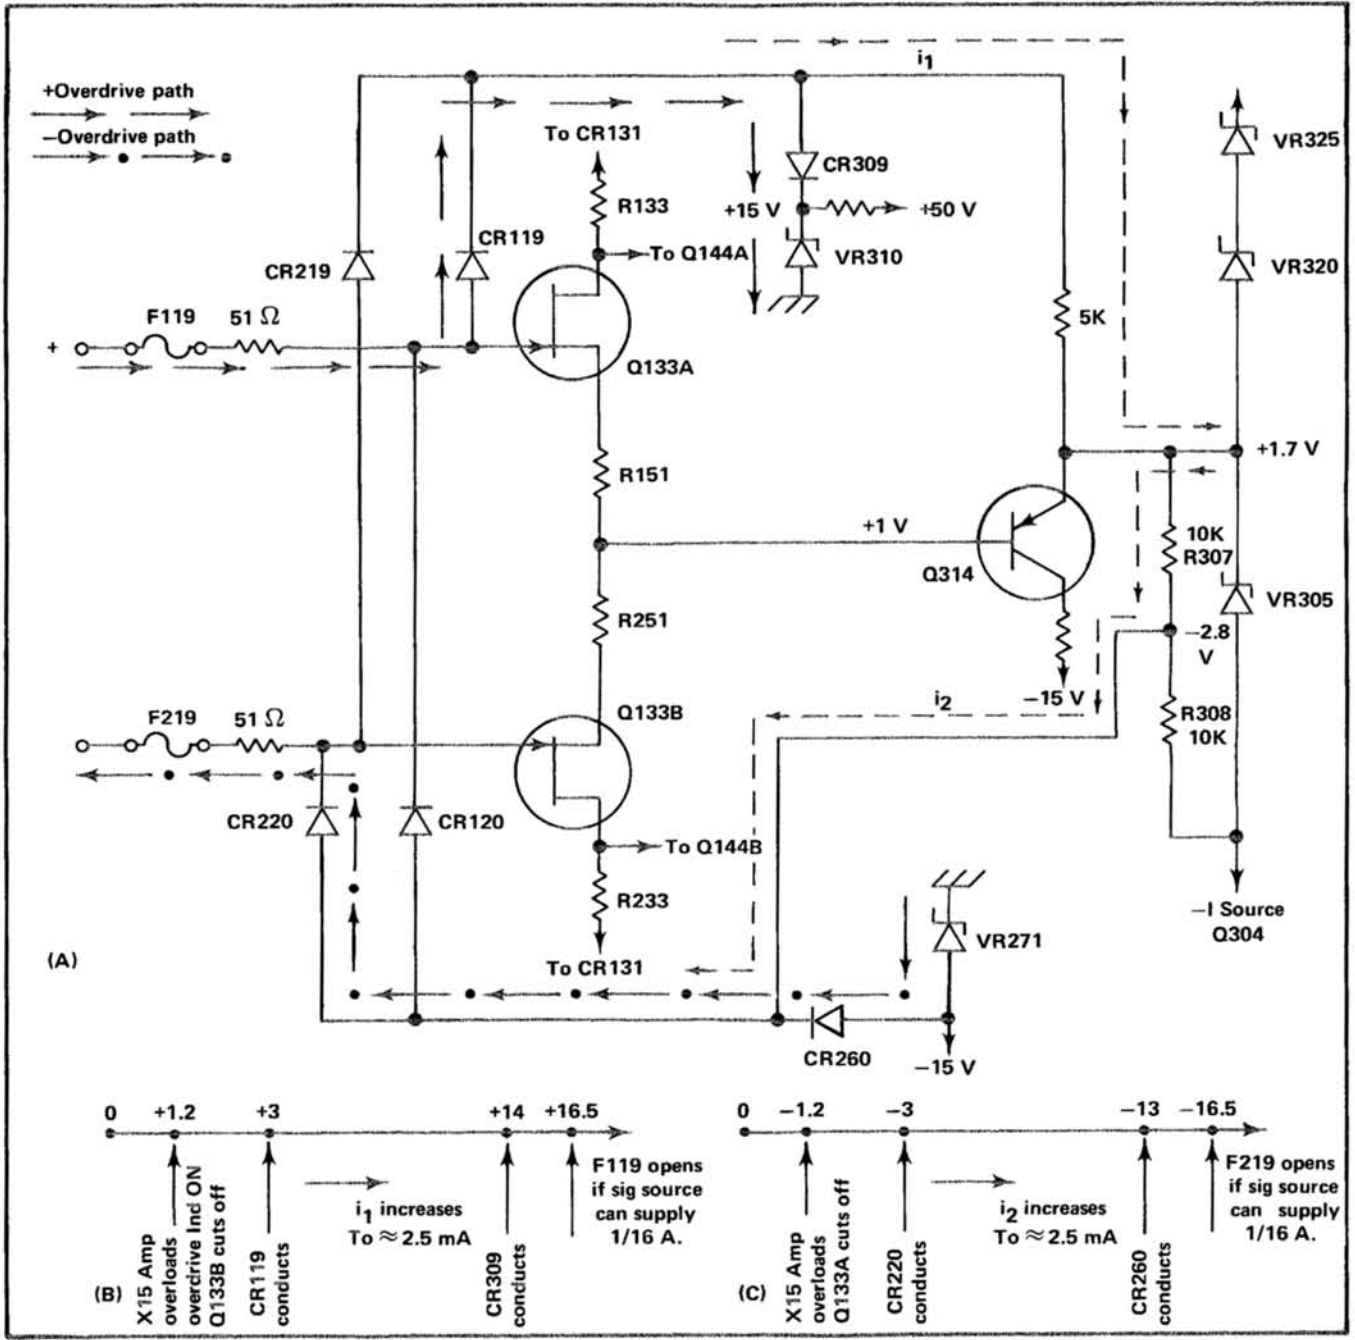 i₁
+Overdrive path
−Overdrive path
To CR131
VR325
CR309
R133
+15 V
+50 V
CR119
To Q144A
VR310
CR219
VR320
F119
51 Ω
5K
+
Q133A
+1.7 V
R151
+1 V
10K
R307
Q314
R251
VR305
−2.8
V
−15 V
i₂
F219
51 Ω
Q133B
R308
10K
CR220
CR120
To Q144B
R233
−I Source
Q304
VR271
(A)
To CR131
CR260
−15 V
0
+1.2
+3
+14
+16.5
X15 Amp
overloads
overdrive Ind ON
Q133B cuts off
CR119
conducts
i₁ increases
To ≈ 2.5 mA
CR309
conducts
F119 opens
if sig source
can supply
1/16 A.
(B)
0
−1.2
−3
−13
−16.5
X15 Amp
overloads
Q133A cuts off
CR220
conducts
i₂ increases
To ≈ 2.5 mA
CR260
conducts
F219 opens
if sig source
can supply
1/16 A.
(C)